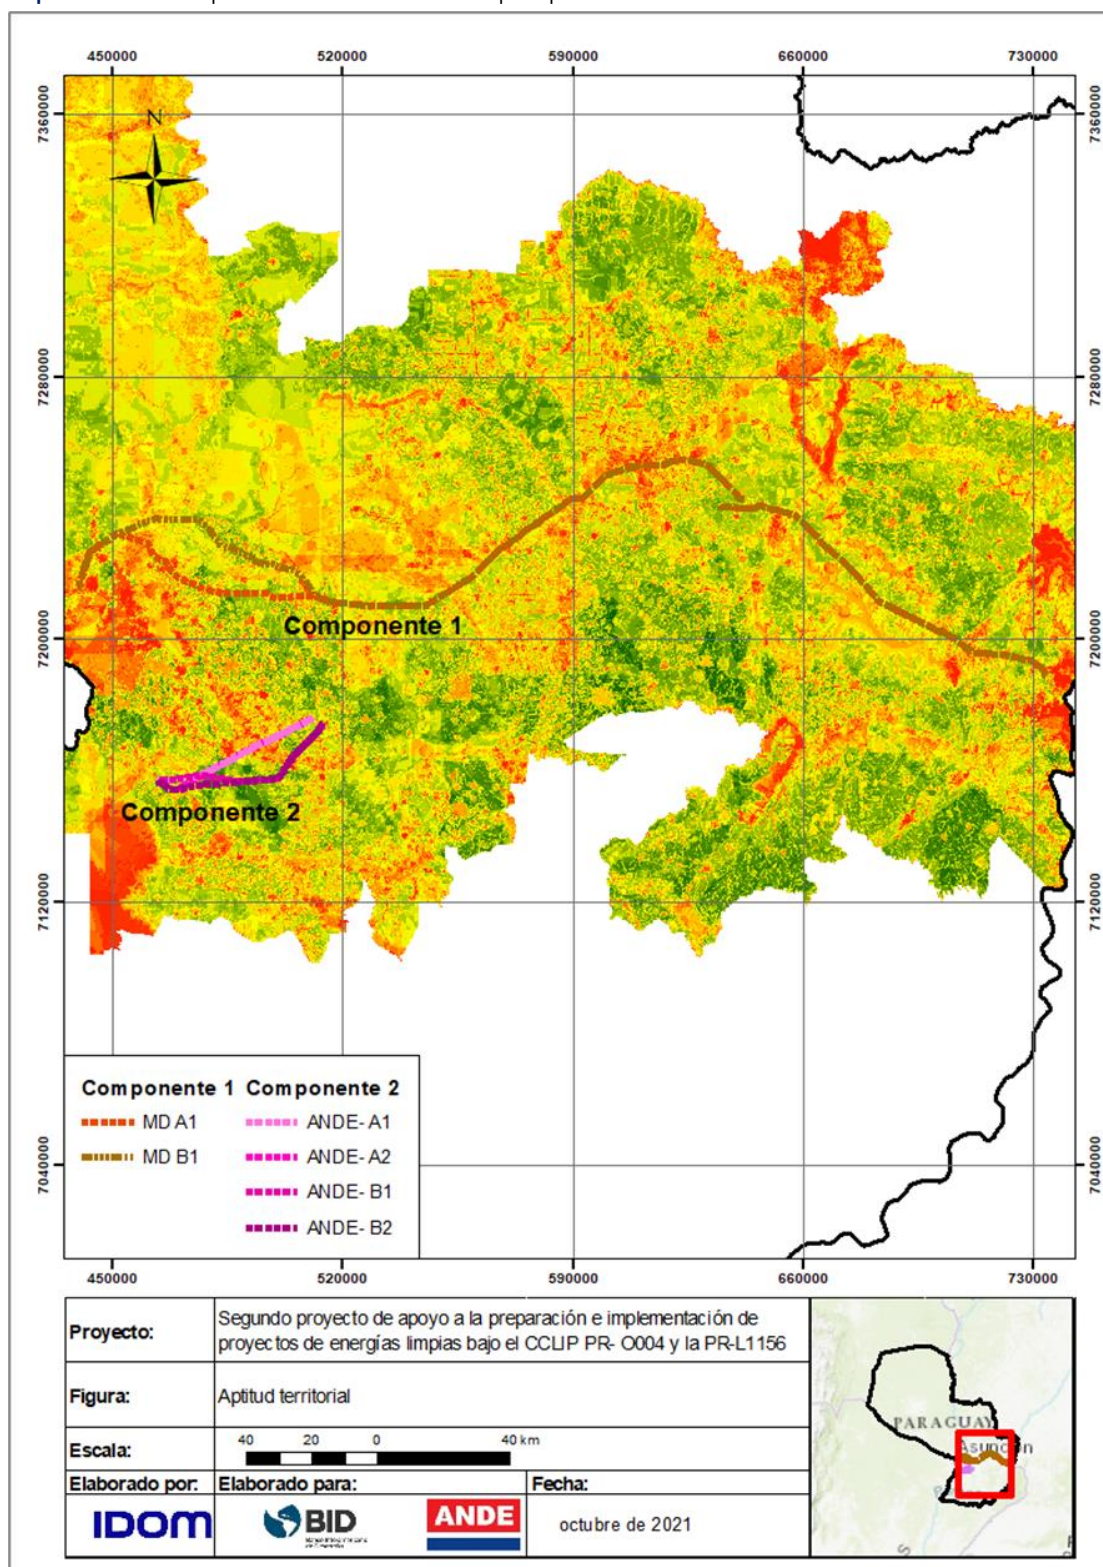 450000 520000 590000 660000 730000
7360000 7360000
N
7280000 7280000
Componente 1
7200000 7200000
Componente 2
7120000 7120000
Componente 1 Componente 2
MD A1 ANDE- A1
MD B1 ANDE- A2
ANDE- B1
ANDE- B2
7040000 7040000
450000 520000 590000 660000 730000
Proyecto: Segundo proyecto de apoyo a la preparación e implementación de
proyectos de energías limpias bajo el CCLIP PR- O004 y la PR-L1156
Figura: Aptitud territorial
PARAGUAY
Asunción
Escala: 40 20 0 40 km
Elaborado por: Elaborado para: Fecha:
IDOM BID ANDE octubre de 2021